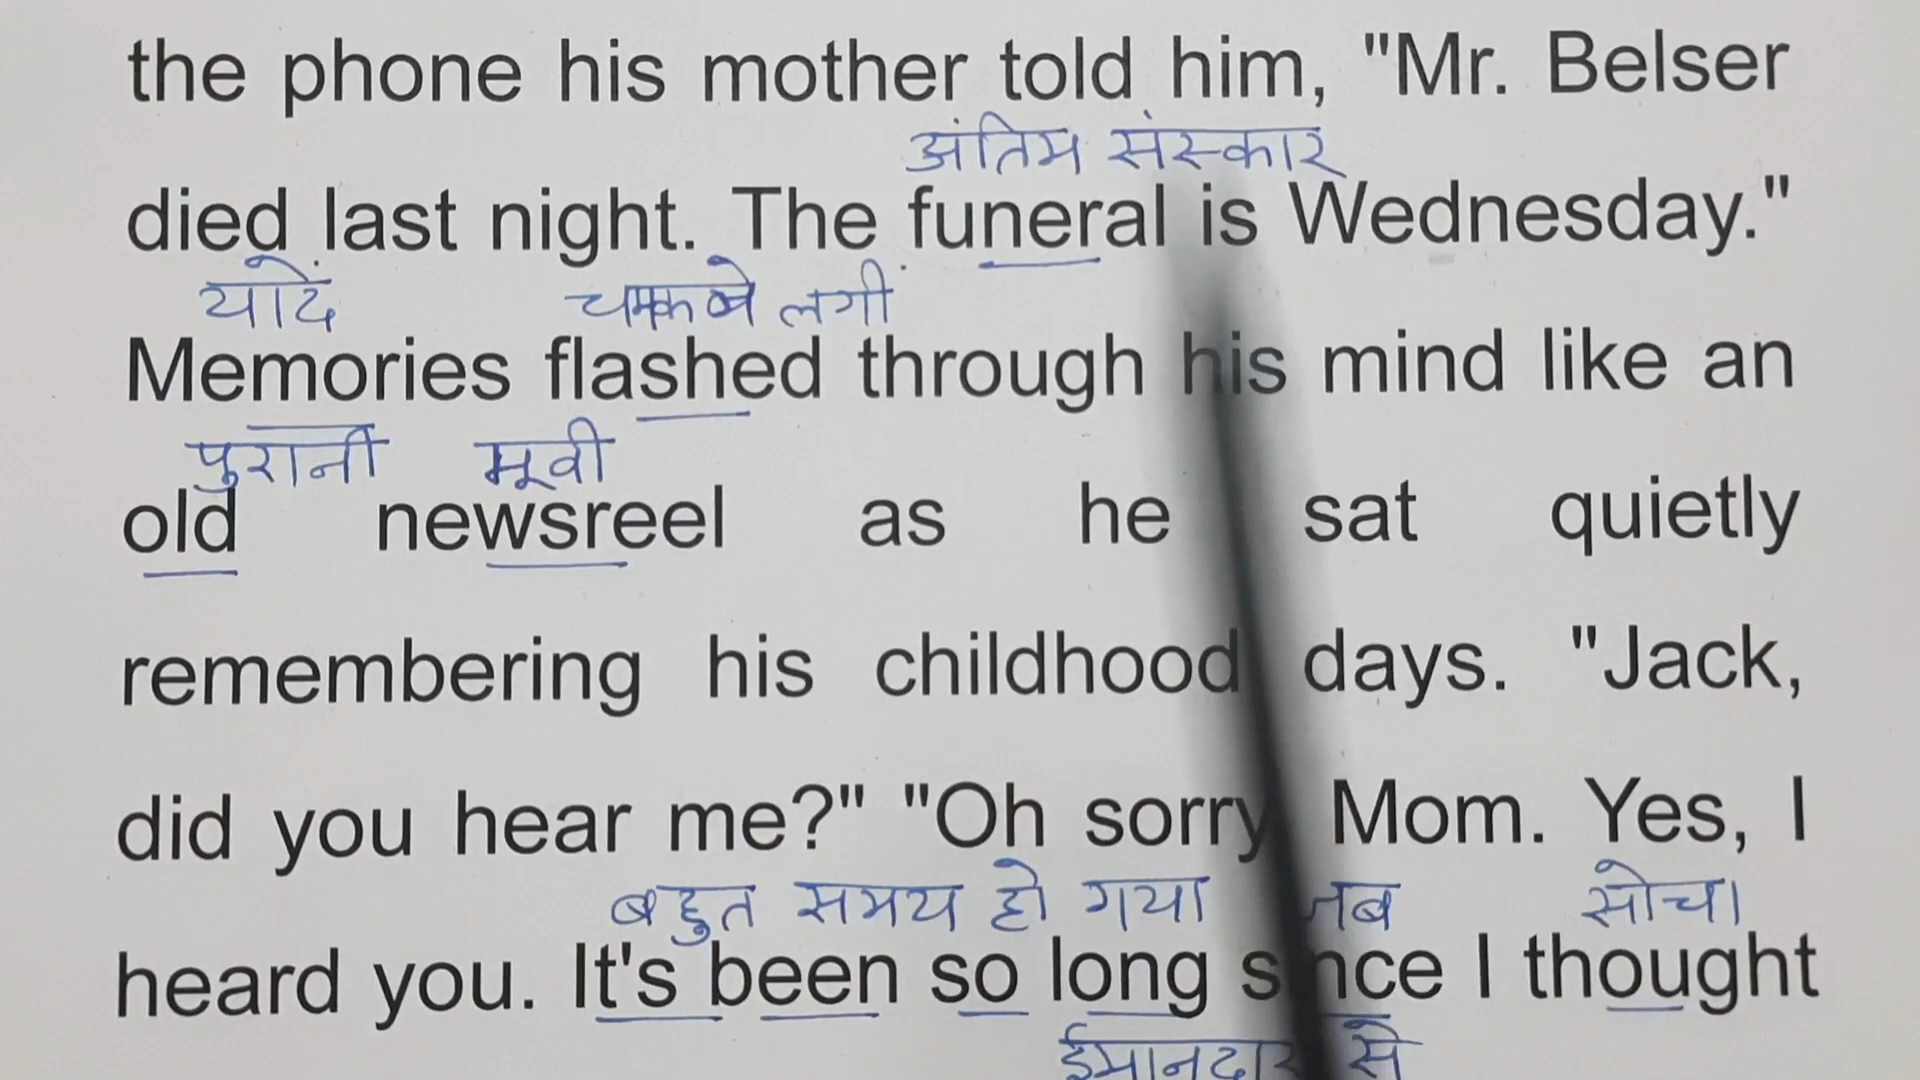 the phone his mother told him, "Mr. Belser
अंतिम संस्कार
died last night. The funeral is Wednesday."
यादें चमकने लगीं
Memories flashed through his mind like an
पुरानी मूवी
old newsreel as he sat quietly
remembering his childhood days. "Jack,
did you hear me?" "Oh sorry Mom. Yes, I
बहुत समय हो गया जब सोचा
heard you. It's been so long since I thought
से